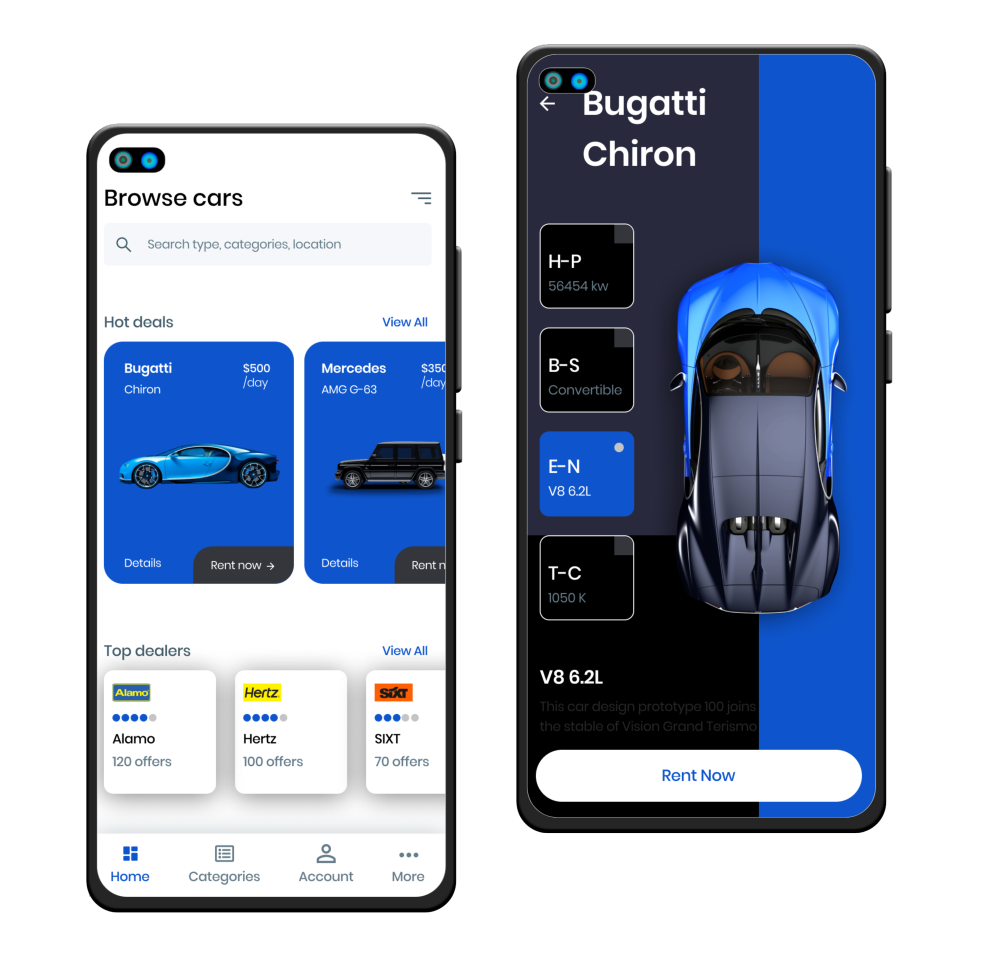 Browse cars
Search type, categories, location
Hot deals
View All
Bugatti
$500
Chiron
/day
Details
Rent now →
Mercedes
$350
AMG G-63
/day
Details
Rent n
Top dealers
View All
Alamo
Alamo
120 offers
Hertz
Hertz
100 offers
SIXT
SIXT
70 offers
Home
Categories
Account
More
Bugatti
Chiron
H-P
56454 kw
B-S
Convertible
E-N
V8 6.2L
T-C
1050 K
V8 6.2L
This car design prototype 100 joins
the stable of Vision Grand Terismo
Rent Now